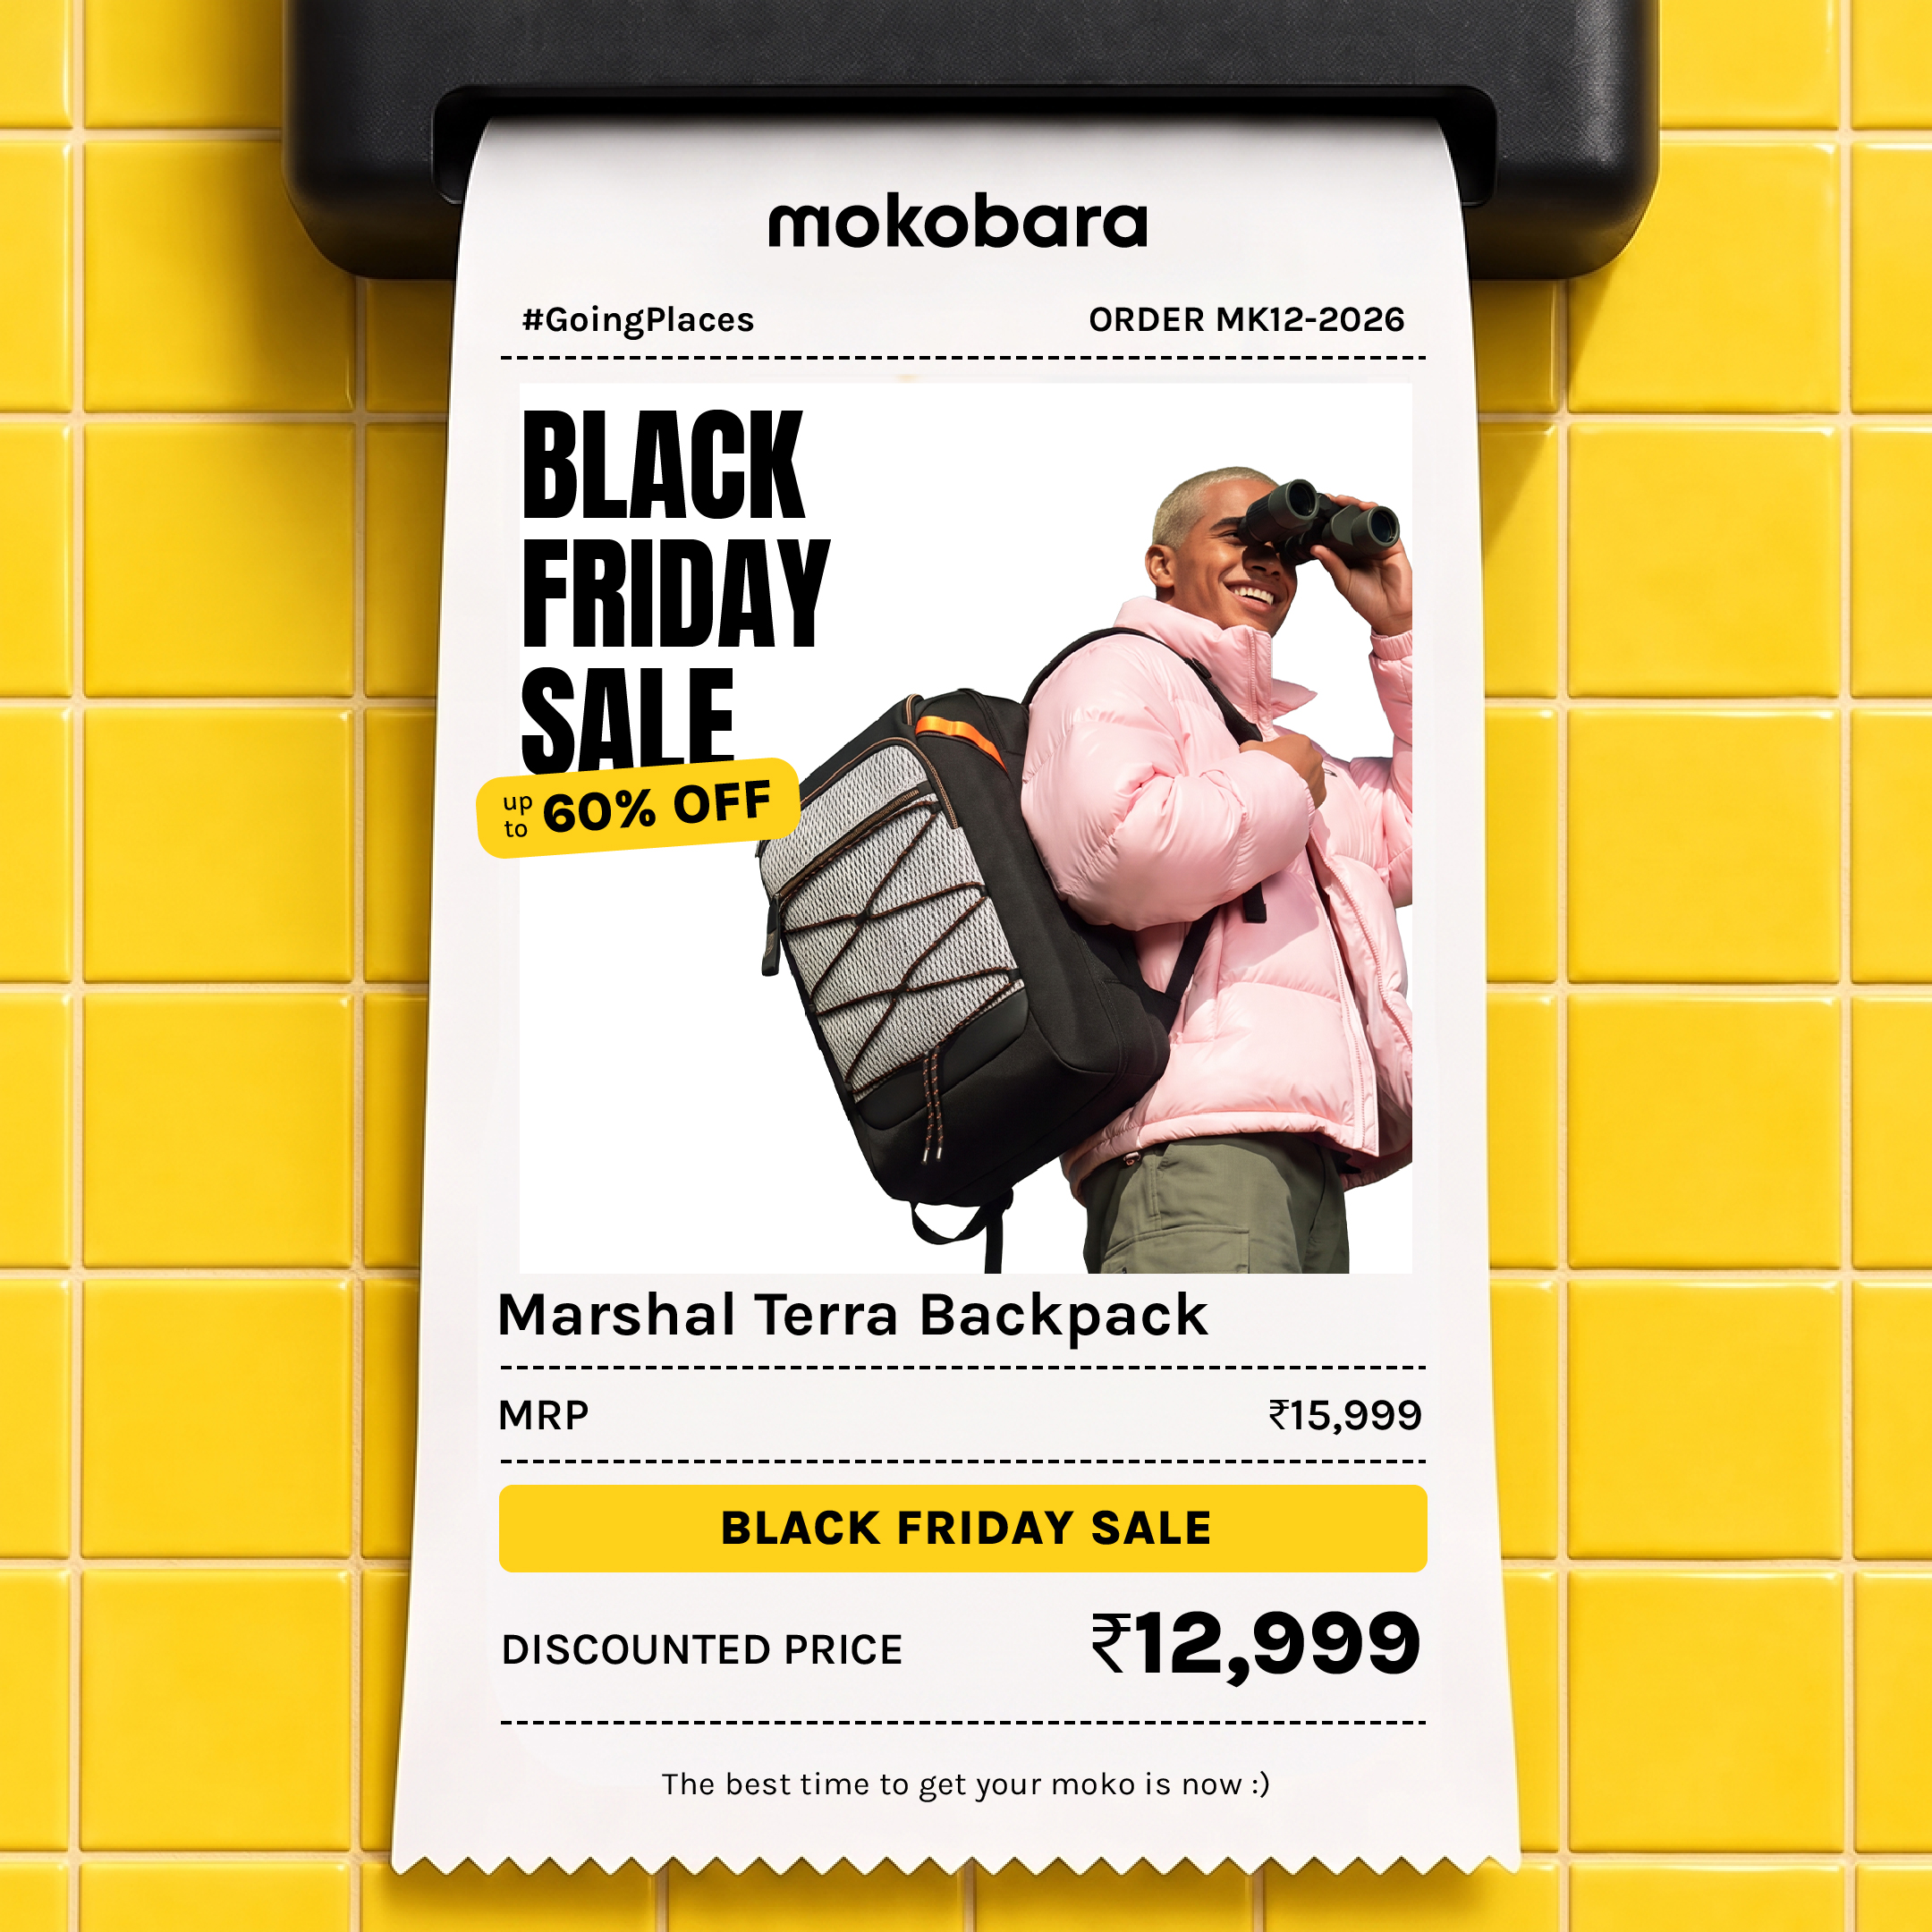 mokobara
#GoingPlaces ORDER MK12-2026
BLACK
FRIDAY
SALE
up to 60% OFF
Marshal Terra Backpack
MRP ₹15,999
BLACK FRIDAY SALE
DISCOUNTED PRICE ₹12,999
The best time to get your moko is now :)